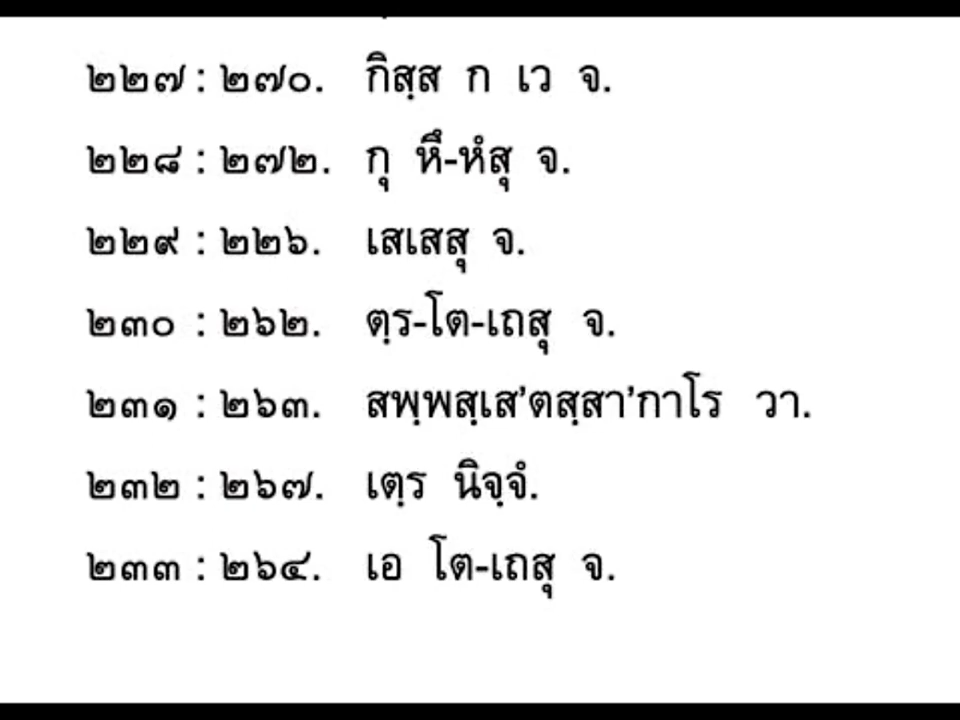 ๒๒๗ : ๒๗๐. กิสฺส ก เว จ.
๒๒๘ : ๒๗๒. กุ หึ-หํสุ จ.
๒๒๙ : ๒๒๖. เสเสสุ จ.
๒๓๐ : ๒๖๒. ตฺร-โต-เถสุ จ.
๒๓๑ : ๒๖๓. สพฺพสฺเส’ตสฺสา’กาโร วา.
๒๓๒ : ๒๖๗. เตฺร นิจฺจํ.
๒๓๓ : ๒๖๔. เอ โต-เถสุ จ.